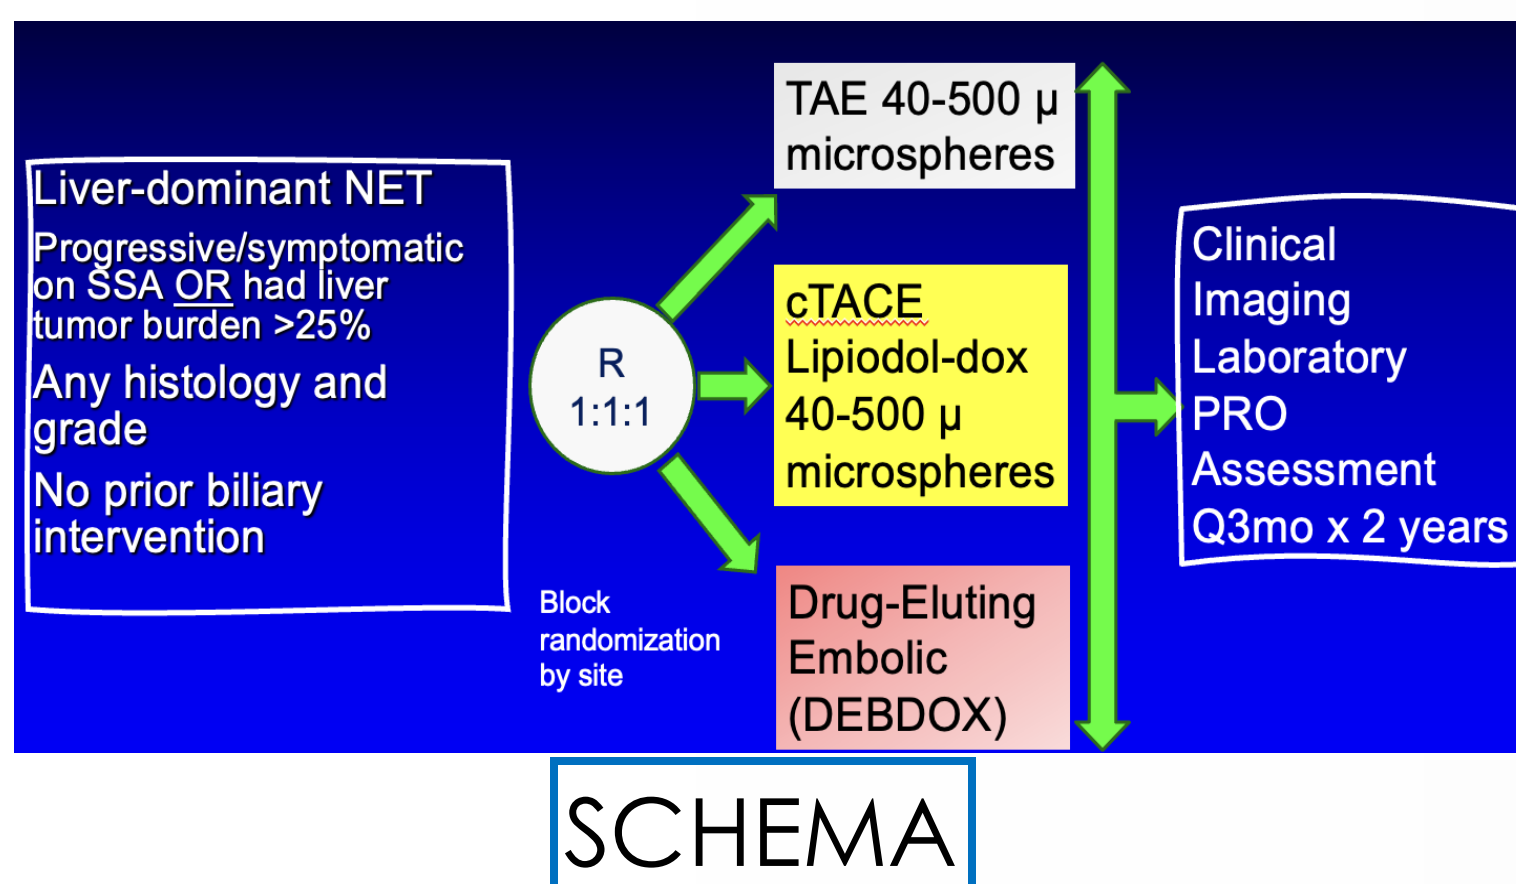 Liver-dominant NET
Progressive/symptomatic
on SSA OR had liver
tumor burden >25%
Any histology and
grade
No prior biliary
intervention
R
1:1:1
Block
randomization
by site
TAE 40-500 µ
microspheres
cTACE
Lipiodol-dox
40-500 µ
microspheres
Drug-Eluting
Embolic
(DEBDOX)
Clinical
Imaging
Laboratory
PRO
Assessment
Q3mo x 2 years
SCHEMA